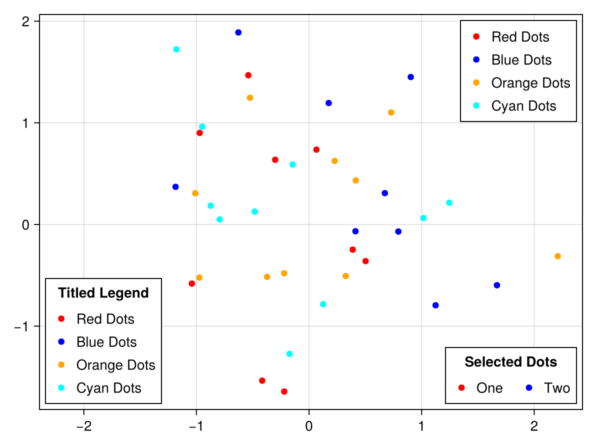 2
Red Dots
Blue Dots
Orange Dots
Cyan Dots
1
0
Titled Legend
Red Dots
Blue Dots
Orange Dots
Cyan Dots
−1
Selected Dots
One Two
−2 −1 0 1 2